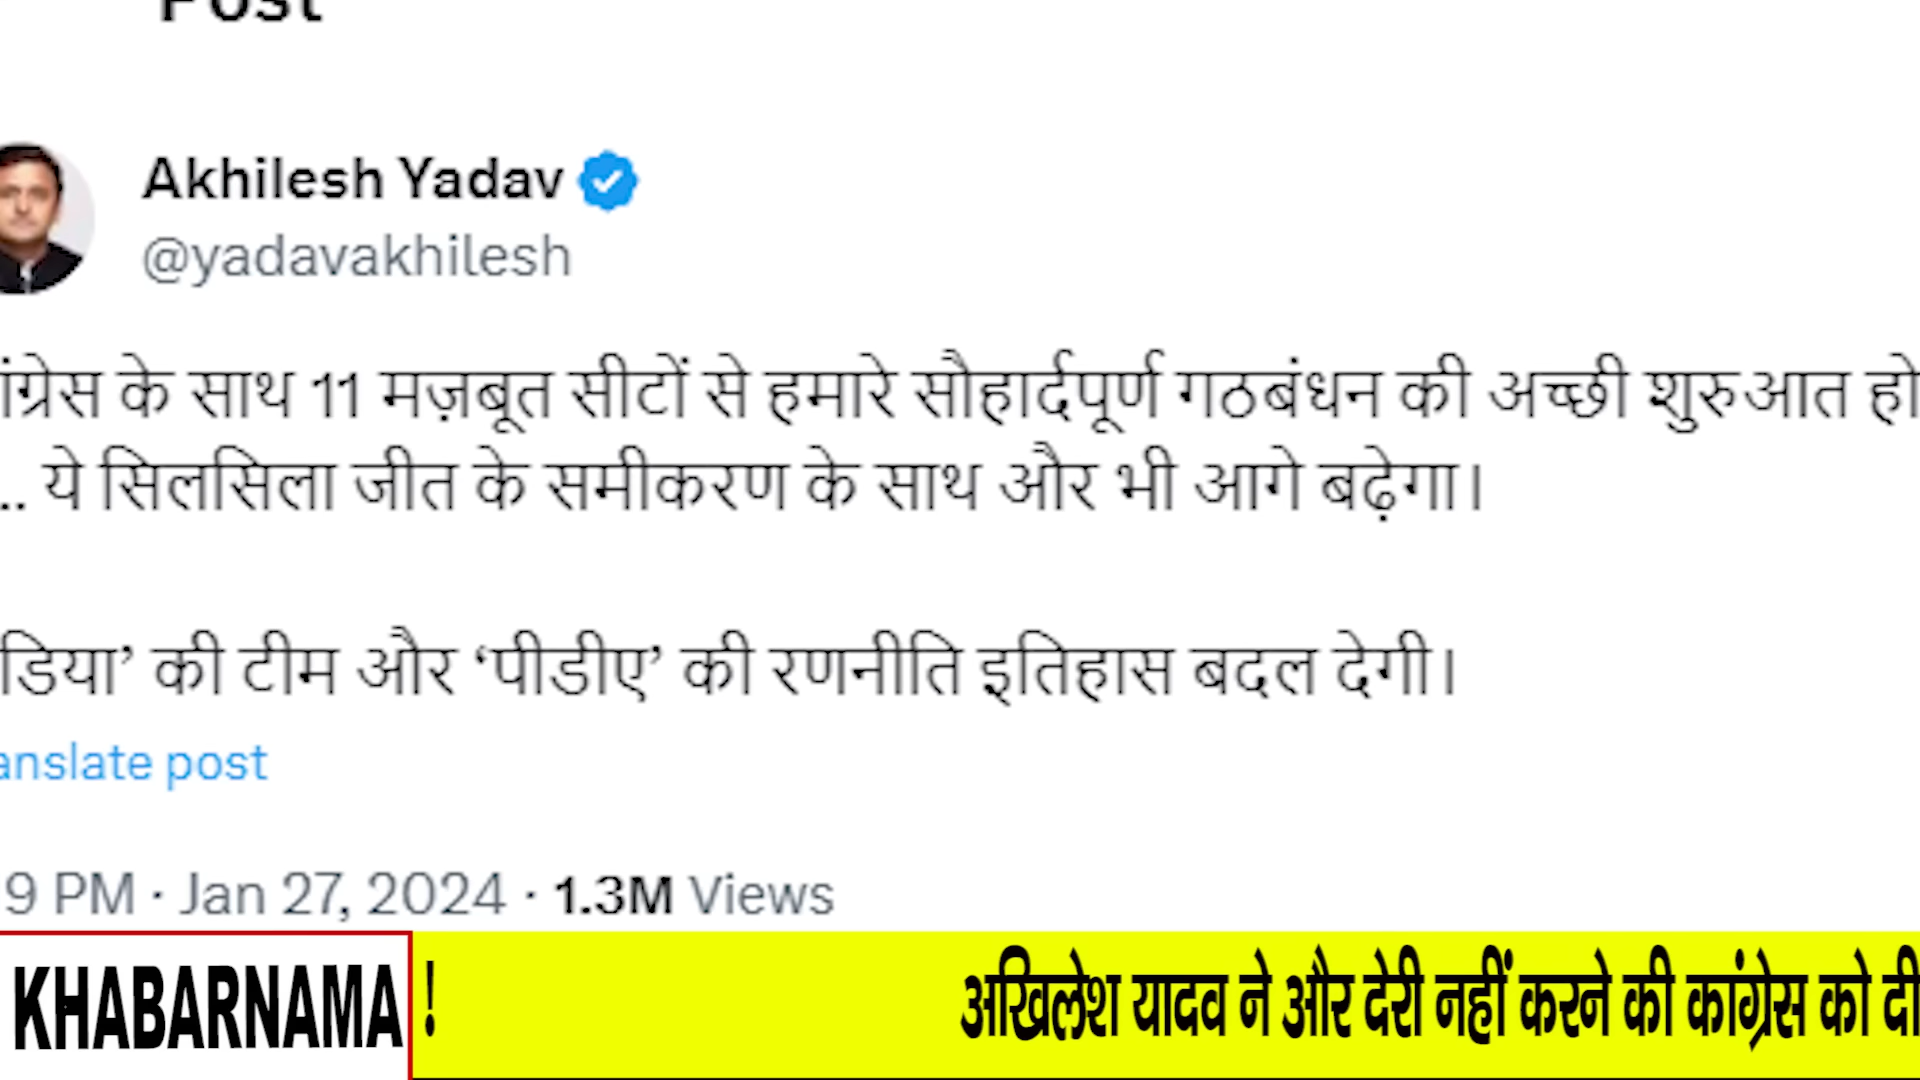 Post
Akhilesh Yadav
@yadavakhilesh
के साथ 11 मज़बूत सीटों से हमारे सौहार्दपूर्ण गठबंधन की अच्छी शुरुआत हो
.. ये सिलसिला जीत के समीकरण के साथ और भी आगे बढ़ेगा।
की टीम और ‘पीडीए’ की रणनीति इतिहास बदल देगी।
anslate post
9 PM · Jan 27, 2024 · 1.3M Views
KHABARNAMA ! अखिलेश यादव ने और देरी नहीं करने की कांग्रेस को दी